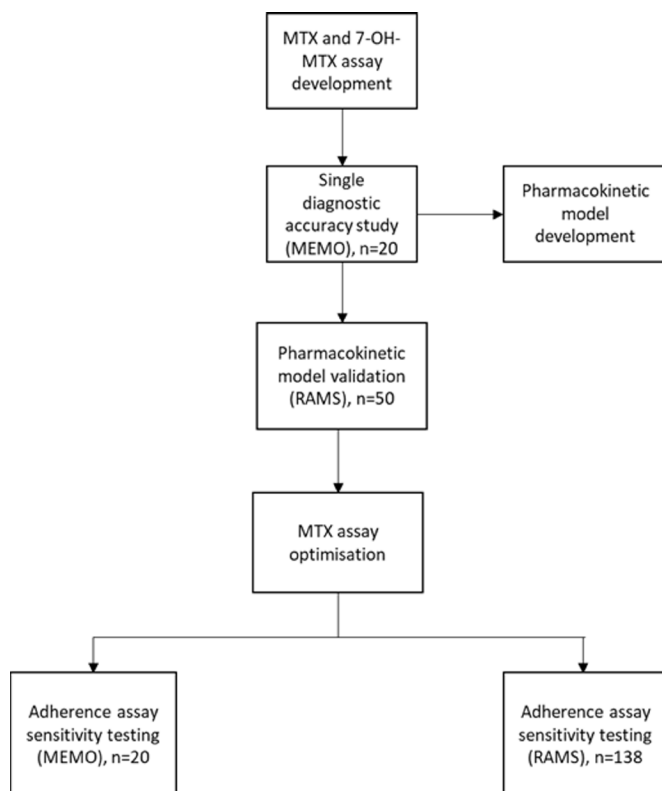 MTX and 7-OH-
MTX assay
development
Single
diagnostic
accuracy study
(MEMO), n=20
Pharmacokinetic
model
development
Pharmacokinetic
model validation
(RAMS), n=50
MTX assay
optimisation
Adherence assay
sensitivity testing
(MEMO), n=20
Adherence assay
sensitivity testing
(RAMS), n=138